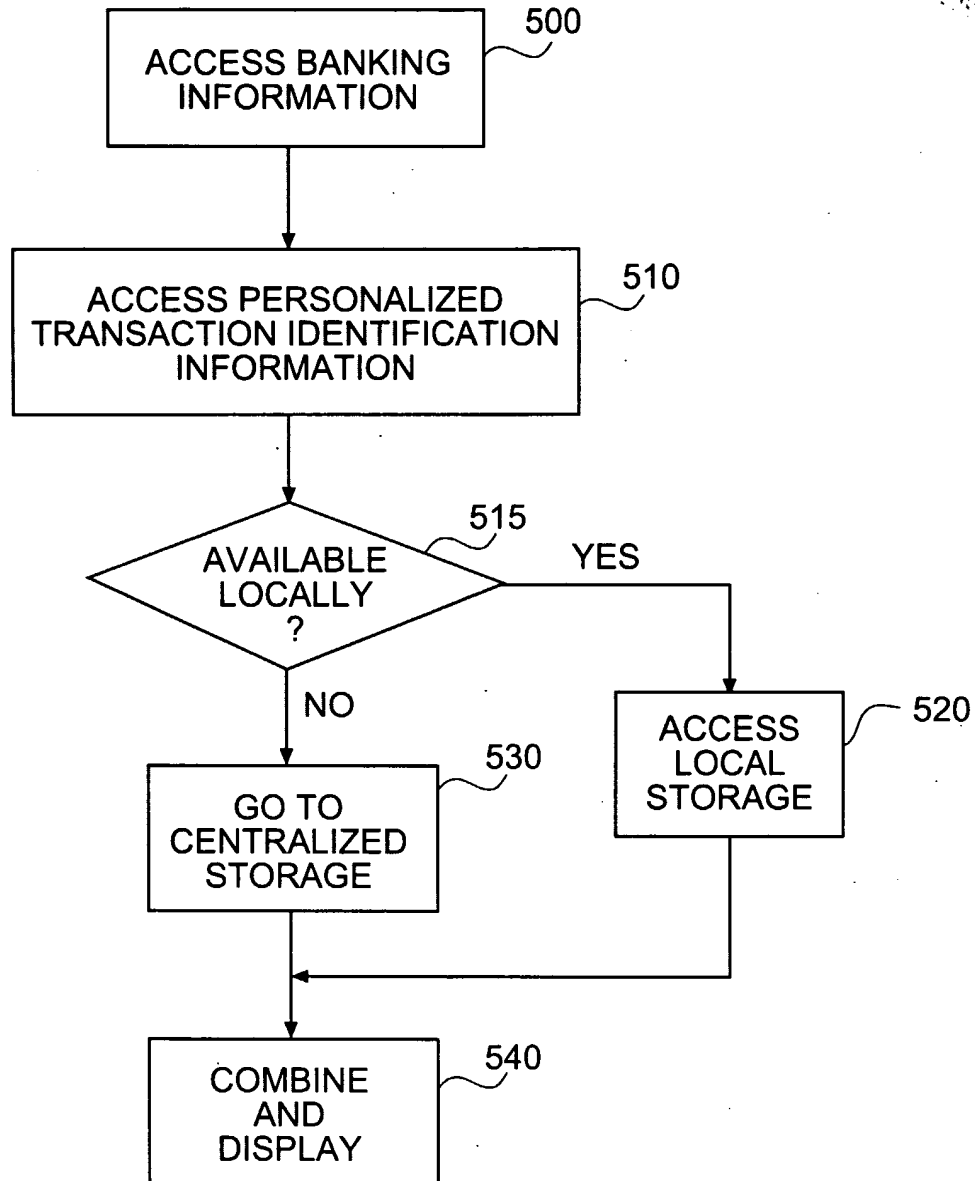 500
ACCESS BANKING
INFORMATION
510
ACCESS PERSONALIZED
TRANSACTION IDENTIFICATION
INFORMATION
515
AVAILABLE
LOCALLY
?
YES
NO
520
ACCESS
LOCAL
STORAGE
530
GO TO
CENTRALIZED
STORAGE
540
COMBINE
AND
DISPLAY